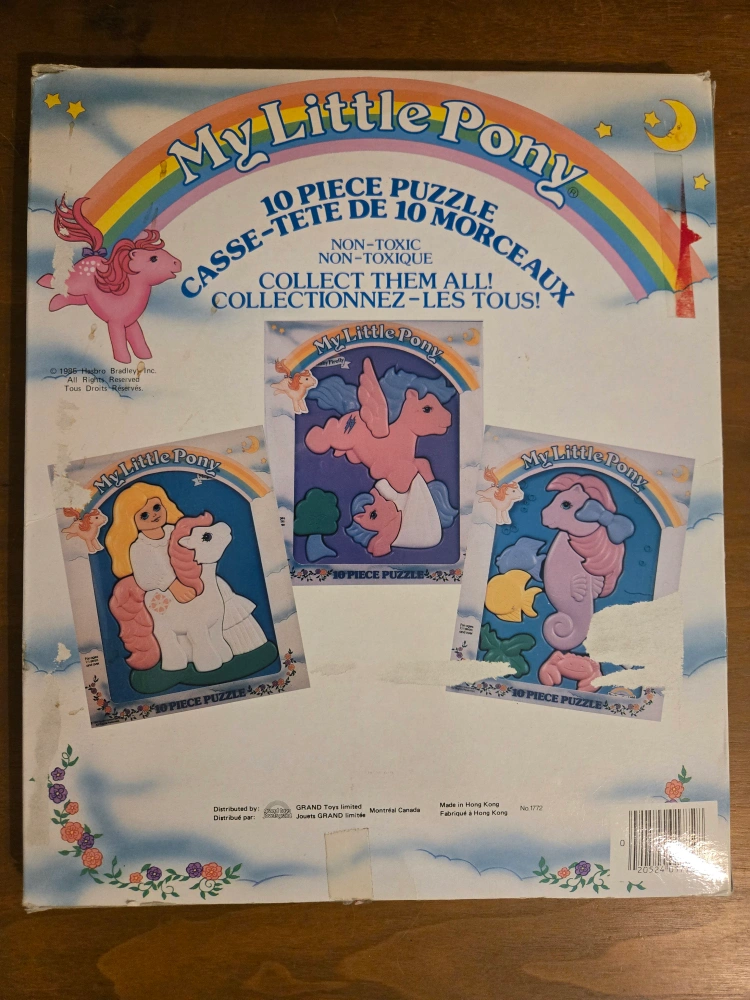 My Little Pony®
10 PIECE PUZZLE
CASSE-TETE DE 10 MORCEAUX
NON-TOXIC
NON-TOXIQUE
COLLECT THEM ALL!
COLLECTIONNEZ-LES TOUS!
© 1985 Hasbro Bradley, Inc.
All Rights Reserved
Tous Droits Réservés.
My Little Pony
10 PIECE PUZZLE
My Little Pony
10 PIECE PUZZLE
My Little Pony
10 PIECE PUZZLE
Distributed by:
Distribué par:
GRAND Toys limited
Jouets GRAND limitée
Montréal Canada
Made in Hong Kong
Fabriqué à Hong Kong
No.1772
0
20524